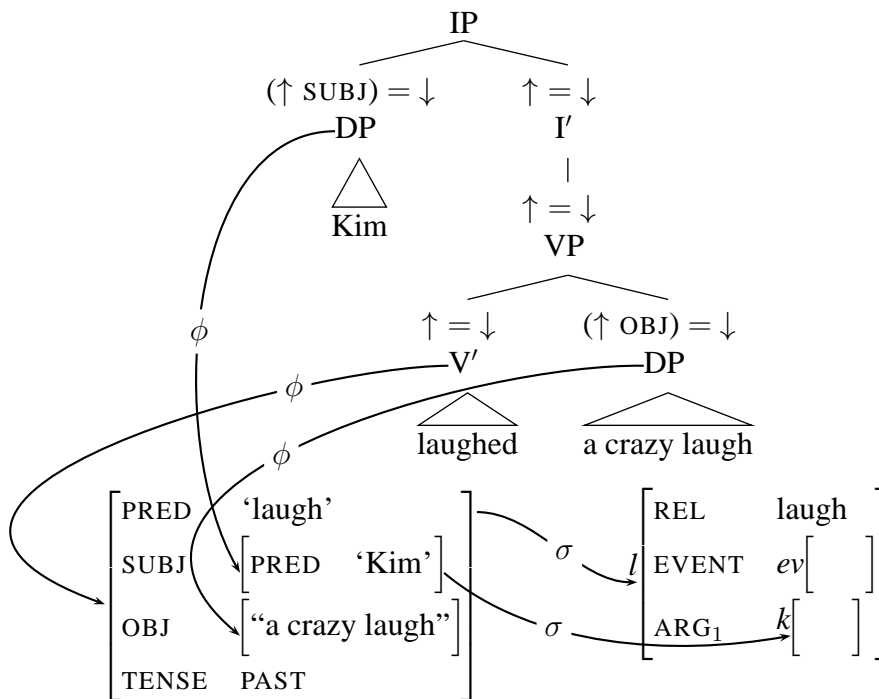 IP
(↑ SUBJ) = ↓ ↑ = ↓
DP I′
Kim
↑ = ↓
VP
↑ = ↓ (↑ OBJ) = ↓
V′ DP
laughed a crazy laugh
ϕ
ϕ
ϕ
PRED ‘laugh’
SUBJ [PRED ‘Kim’]
OBJ [“a crazy laugh”]
TENSE PAST
σ
σ
l
REL laugh
EVENT ev[ ]
ARG₁ k[ ]